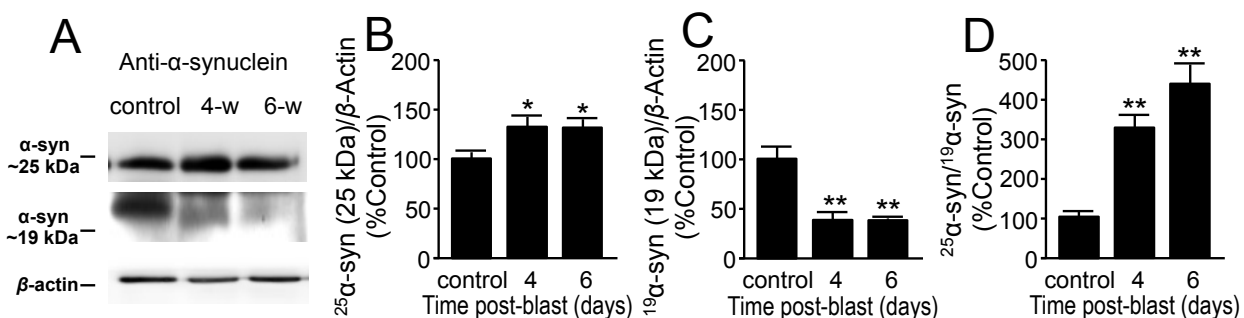 A
Anti-α-synuclein
control 4-w 6-w
α-syn
~25 kDa
α-syn
~19 kDa
β-actin
B
²⁵α-syn (25 kDa)/β-Actin
(%Control)
200
150
100
50
0
* *
control 4 6
Time post-blast (days)
C
¹⁹α-syn (19 kDa)/β-Actin
(%Control)
200
150
100
50
0
** **
control 4 6
Time post-blast (days)
D
²⁵α-syn/¹⁹α-syn
(%Control)
500
400
300
200
100
0
** **
control 4 6
Time post-blast (days)